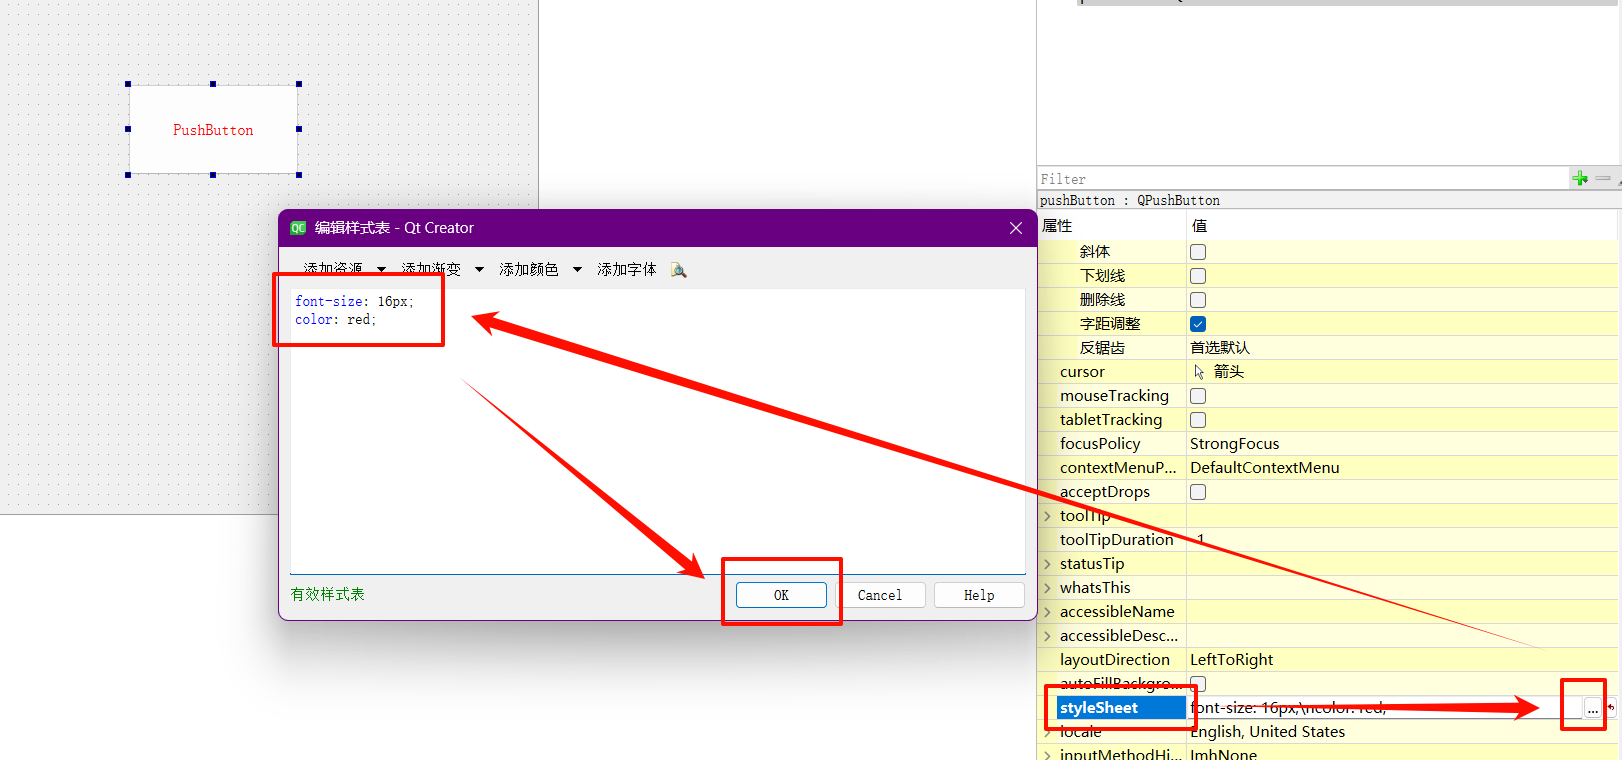 PushButton
编辑样式表 - Qt Creator
添加资源 添加渐变 添加颜色 添加字体
font-size: 16px;
color: red;
有效样式表
OK Cancel Help
Filter
pushButton : QPushButton
属性 值
斜体
下划线
删除线
字距调整
反锯齿 首选默认
cursor 箭头
mouseTracking
tabletTracking
focusPolicy StrongFocus
contextMenuP... DefaultContextMenu
acceptDrops
toolTip
toolTipDuration -1
statusTip
whatsThis
accessibleName
accessibleDesc...
layoutDirection LeftToRight
autoFillBackgro...
styleSheet font-size: 16px;\ncolor: red; ...
locale English, United States
inputMethodHi... ImhNone